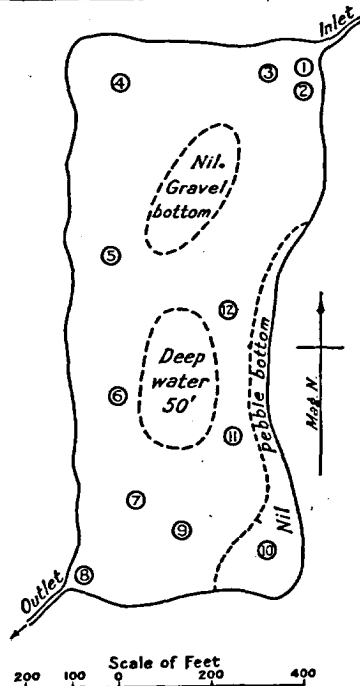 Inlet
③ ①
②
④
Nil.
Gravel
bottom
⑤
⑫
Deep
water
50'
pebble bottom
Mag. N.
⑥
⑪
⑦
⑨
Nil
⑩
⑧
Outlet
Scale of Feet
200 100 0 200 400